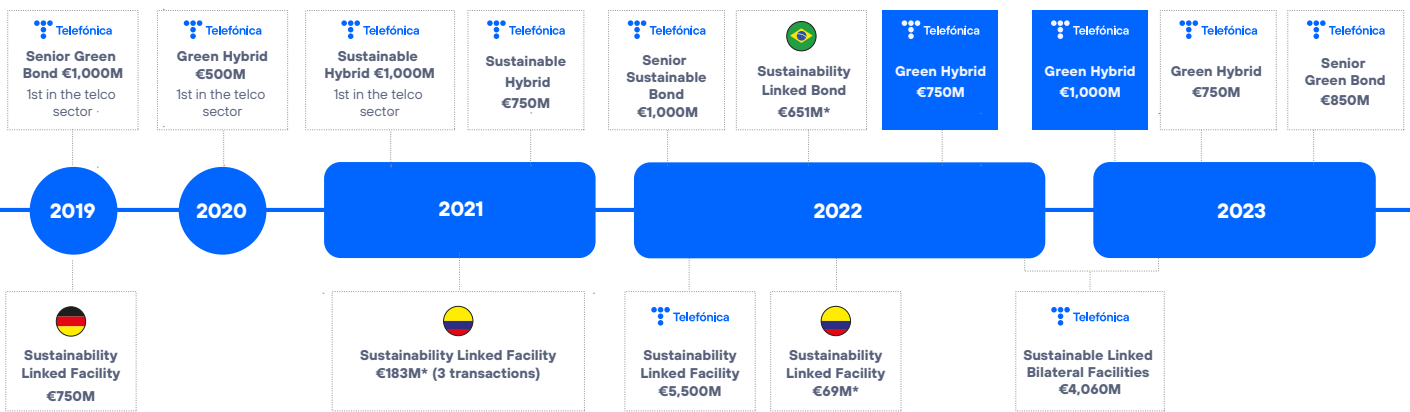 Telefónica
Senior Green
Bond €1,000M
1st in the telco
sector
Telefónica
Green Hybrid
€500M
1st in the telco
sector
Telefónica
Sustainable
Hybrid €1,000M
1st in the telco
sector
Telefónica
Sustainable
Hybrid
€750M
Telefónica
Senior
Sustainable
Bond
€1,000M
Sustainability
Linked Bond
€651M*
Telefónica
Green Hybrid
€750M
Telefónica
Green Hybrid
€1,000M
Telefónica
Green Hybrid
€750M
Telefónica
Senior
Green Bond
€850M
2019
2020
2021
2022
2023
Sustainability
Linked Facility
€750M
Sustainability Linked Facility
€183M* (3 transactions)
Telefónica
Sustainability
Linked Facility
€5,500M
Sustainability
Linked Facility
€69M*
Telefónica
Sustainable Linked
Bilateral Facilities
€4,060M